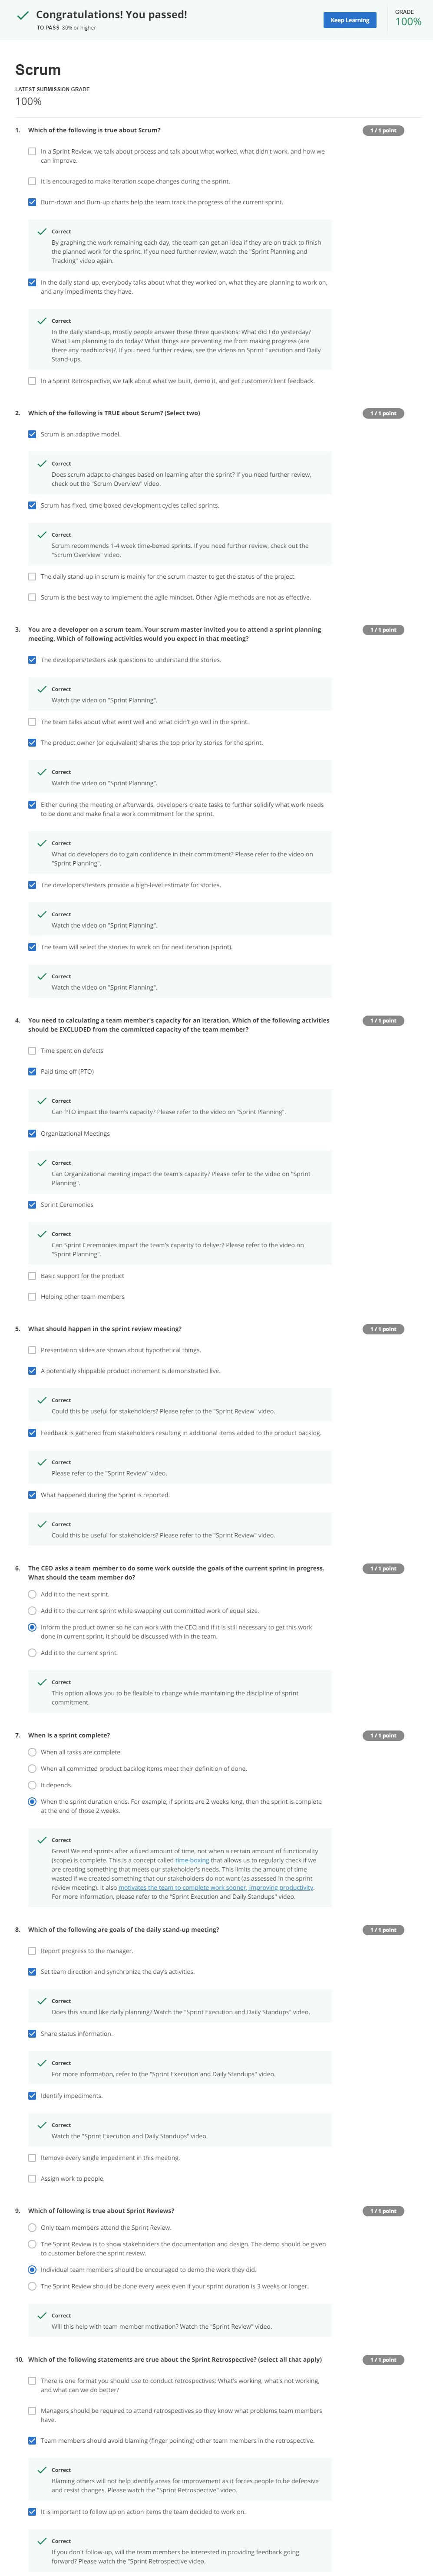 Congratulations! You passed!
TO PASS 80% or higher
Keep Learning
GRADE
100%
Scrum
LATEST SUBMISSION GRADE
100%
1. Which of the following is true about Scrum?
1 / 1 point
In a Sprint Review, we talk about process and talk about what worked, what didn't work, and how we
can improve.
It is encouraged to make iteration scope changes during the sprint.
Burn-down and Burn-up charts help the team track the progress of the current sprint.
Correct
By graphing the work remaining each day, the team can get an idea if they are on track to finish
the planned work for the sprint. If you need further review, watch the "Sprint Planning and
Tracking" video again.
In the daily stand-up, everybody talks about what they worked on, what they are planning to work on,
and any impediments they have.
Correct
In the daily stand-up, mostly people answer these three questions: What did I do yesterday?
What I am planning to do today? What things are preventing me from making progress (are
there any roadblocks)?. If you need further review, see the videos on Sprint Execution and Daily
Stand-ups.
In a Sprint Retrospective, we talk about what we built, demo it, and get customer/client feedback.
2. Which of the following is TRUE about Scrum? (Select two)
1 / 1 point
Scrum is an adaptive model.
Correct
Does scrum adapt to changes based on learning after the sprint? If you need further review,
check out the "Scrum Overview" video.
Scrum has fixed, time-boxed development cycles called sprints.
Correct
Scrum recommends 1-4 week time-boxed sprints. If you need further review, check out the
"Scrum Overview" video.
The daily stand-up in scrum is mainly for the scrum master to get the status of the project.
Scrum is the best way to implement the agile mindset. Other Agile methods are not as effective.
3. You are a developer on a scrum team. Your scrum master invited you to attend a sprint planning
meeting. Which of following activities would you expect in that meeting?
1 / 1 point
The developers/testers ask questions to understand the stories.
Correct
Watch the video on "Sprint Planning".
The team talks about what went well and what didn't go well in the sprint.
The product owner (or equivalent) shares the top priority stories for the sprint.
Correct
Watch the video on "Sprint Planning".
Either during the meeting or afterwards, developers create tasks to further solidify what work needs
to be done and make final a work commitment for the sprint.
Correct
What do developers do to gain confidence in their commitment? Please refer to the video on
"Sprint Planning".
The developers/testers provide a high-level estimate for stories.
Correct
Watch the video on "Sprint Planning".
The team will select the stories to work on for next iteration (sprint).
Correct
Watch the video on "Sprint Planning".
4. You need to calculating a team member's capacity for an iteration. Which of the following activities
should be EXCLUDED from the committed capacity of the team member?
1 / 1 point
Time spent on defects
Paid time off (PTO)
Correct
Can PTO impact the team's capacity? Please refer to the video on "Sprint Planning".
Organizational Meetings
Correct
Can Organizational meeting impact the team's capacity? Please refer to the video on "Sprint
Planning".
Sprint Ceremonies
Correct
Can Sprint Ceremonies impact the team's capacity to deliver? Please refer to the video on
"Sprint Planning".
Basic support for the product
Helping other team members
5. What should happen in the sprint review meeting?
1 / 1 point
Presentation slides are shown about hypothetical things.
A potentially shippable product increment is demonstrated live.
Correct
Could this be useful for stakeholders? Please refer to the "Sprint Review" video.
Feedback is gathered from stakeholders resulting in additional items added to the product backlog.
Correct
Please refer to the "Sprint Review" video.
What happened during the Sprint is reported.
Correct
Could this be useful for stakeholders? Please refer to the "Sprint Review" video.
6. The CEO asks a team member to do some work outside the goals of the current sprint in progress.
What should the team member do?
1 / 1 point
Add it to the next sprint.
Add it to the current sprint while swapping out committed work of equal size.
Inform the product owner so he can work with the CEO and if it is still necessary to get this work
done in current sprint, it should be discussed with in the team.
Add it to the current sprint.
Correct
This option allows you to be flexible to change while maintaining the discipline of sprint
commitment.
7. When is a sprint complete?
1 / 1 point
When all tasks are complete.
When all committed product backlog items meet their definition of done.
It depends.
When the sprint duration ends. For example, if sprints are 2 weeks long, then the sprint is complete
at the end of those 2 weeks.
Correct
Great! We end sprints after a fixed amount of time, not when a certain amount of functionality
(scope) is complete. This is a concept called time-boxing that allows us to regularly check if we
are creating something that meets our stakeholder's needs. This limits the amount of time
wasted if we created something that our stakeholders do not want (as assessed in the sprint
review meeting). It also motivates the team to complete work sooner, improving productivity.
For more information, please refer to the "Sprint Execution and Daily Standups" video.
8. Which of the following are goals of the daily stand-up meeting?
1 / 1 point
Report progress to the manager.
Set team direction and synchronize the day's activities.
Correct
Does this sound like daily planning? Watch the "Sprint Execution and Daily Standups" video.
Share status information.
Correct
For more information, refer to the "Sprint Execution and Daily Standups" video.
Identify impediments.
Correct
Watch the "Sprint Execution and Daily Standups" video.
Remove every single impediment in this meeting.
Assign work to people.
9. Which of following is true about Sprint Reviews?
1 / 1 point
Only team members attend the Sprint Review.
The Sprint Review is to show stakeholders the documentation and design. The demo should be given
to customer before the sprint review.
Individual team members should be encouraged to demo the work they did.
The Sprint Review should be done every week even if your sprint duration is 3 weeks or longer.
Correct
Will this help with team member motivation? Watch the "Sprint Review" video.
10. Which of the following statements are true about the Sprint Retrospective? (select all that apply)
1 / 1 point
There is one format you should use to conduct retrospectives: What's working, what's not working,
and what can we do better?
Managers should be required to attend retrospectives so they know what problems team members
have.
Team members should avoid blaming (finger pointing) other team members in the retrospective.
Correct
Blaming others will not help identify areas for improvement as it forces people to be defensive
and resist changes. Please watch the "Sprint Retrospective" video.
It is important to follow up on action items the team decided to work on.
Correct
If you don't follow-up, will the team members be interested in providing feedback going
forward? Please watch the "Sprint Retrospective video.